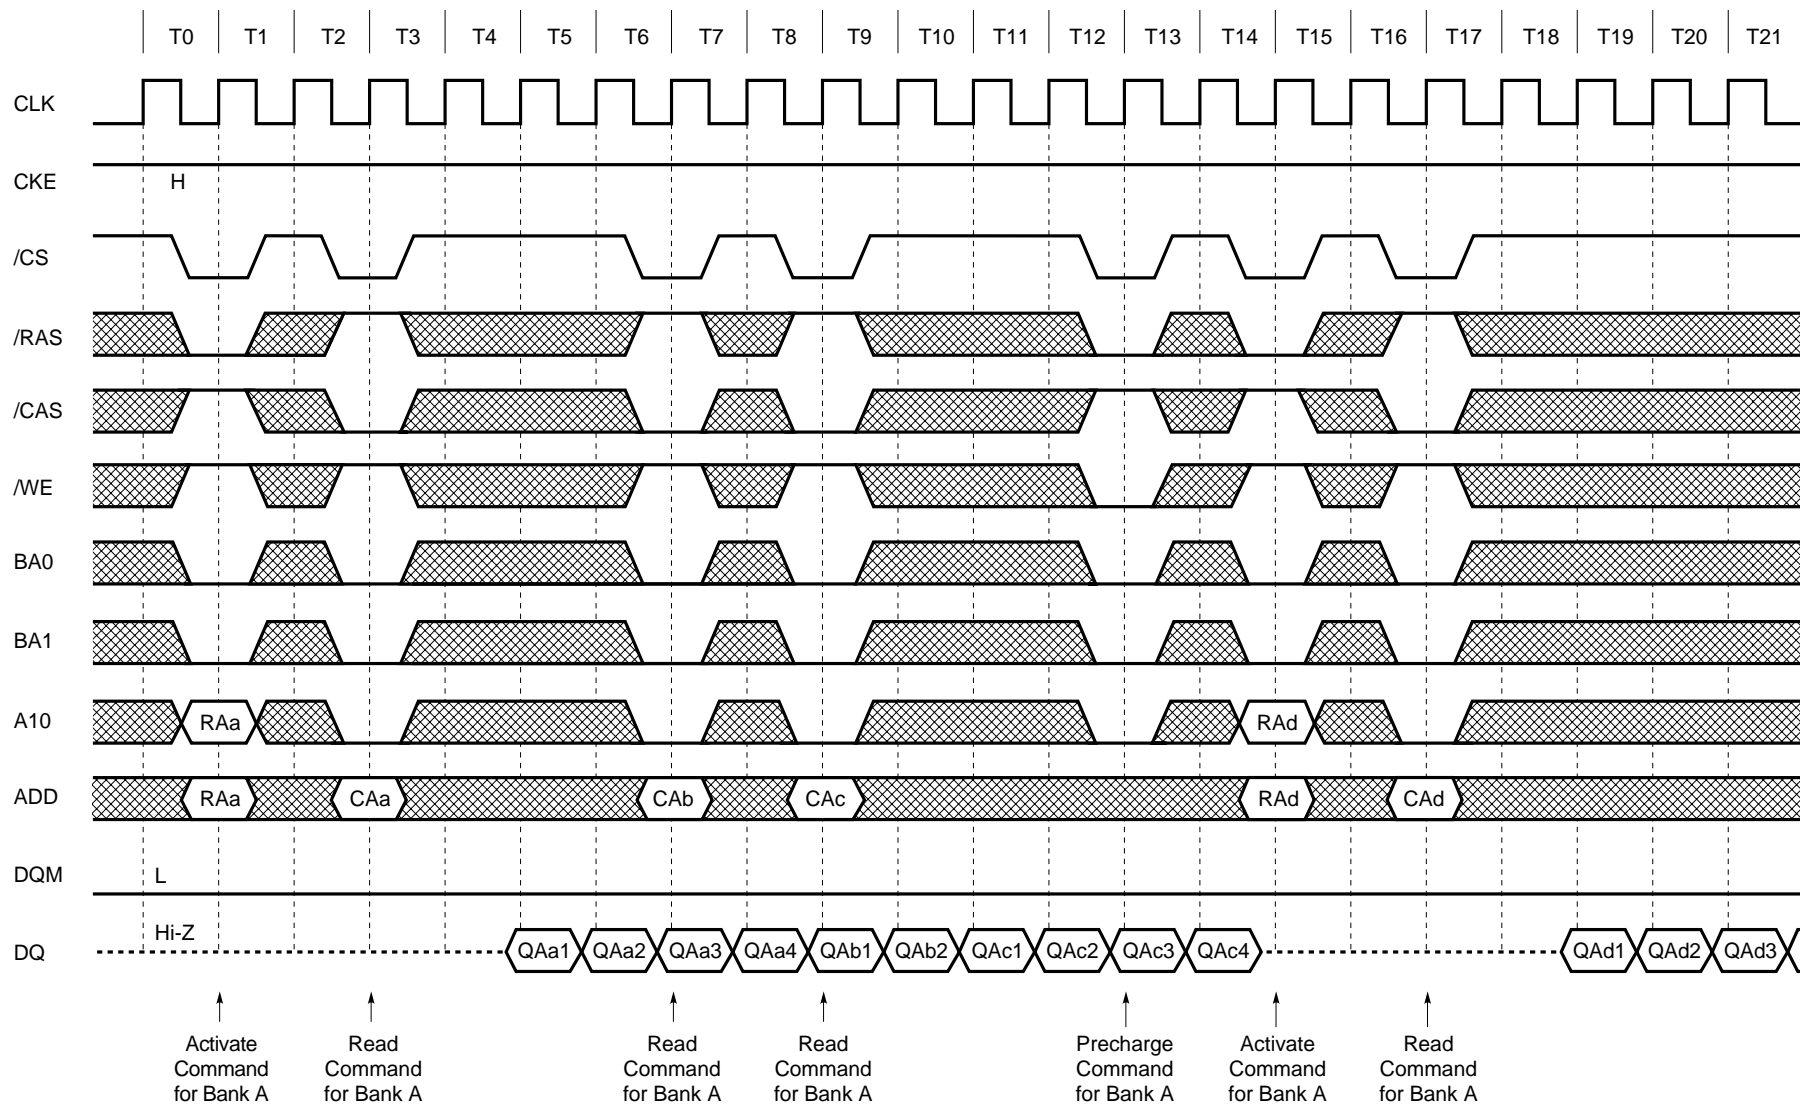 T0 T1 T2 T3 T4 T5 T6 T7 T8 T9 T10 T11 T12 T13 T14 T15 T16 T17 T18 T19 T20 T21
CLK
CKE H
/CS
/RAS
/CAS
/WE
BA0
BA1
A10 RAa RAd
ADD RAa CAa CAb CAc RAd CAd
DQM L
Hi-Z
DQ QAa1 QAa2 QAa3 QAa4 QAb1 QAb2 QAc1 QAc2 QAc3 QAc4 QAd1 QAd2 QAd3
Activate
Command
for Bank A
Read
Command
for Bank A
Read
Command
for Bank A
Read
Command
for Bank A
Precharge
Command
for Bank A
Activate
Command
for Bank A
Read
Command
for Bank A